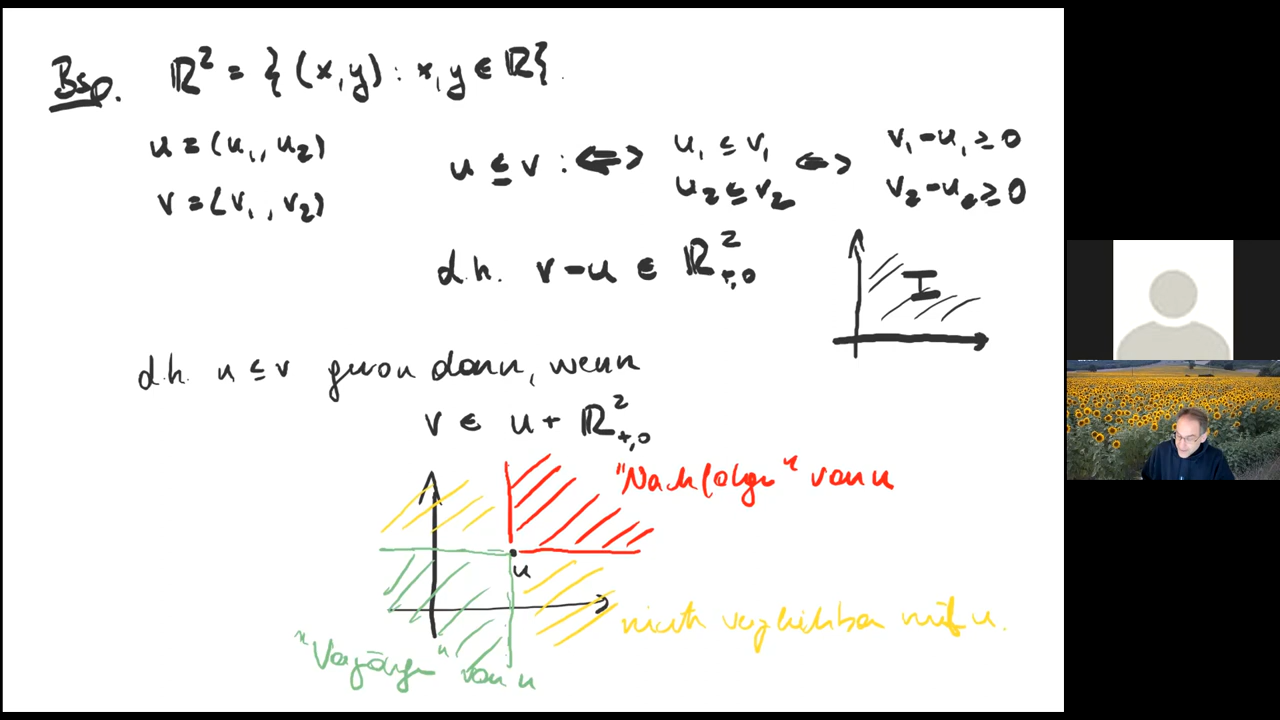 Bsp. ℝ² = {(x,y) : x,y ∈ ℝ}.
u = (u₁, u₂)
v = (v₁, v₂)
u ≤ v :⇔ u₁ ≤ v₁ ⇔ v₁ - u₁ ≥ 0
u₂ ≤ v₂ v₂ - u₂ ≥ 0
d.h. v - u ∈ ℝ²₊,₀
I
d.h. u ≤ v genau dann, wenn
v ∈ u + ℝ²₊,₀
"Nachfolger" von u
u
nicht vergleichbar mit u.
"Vorgänger" von u